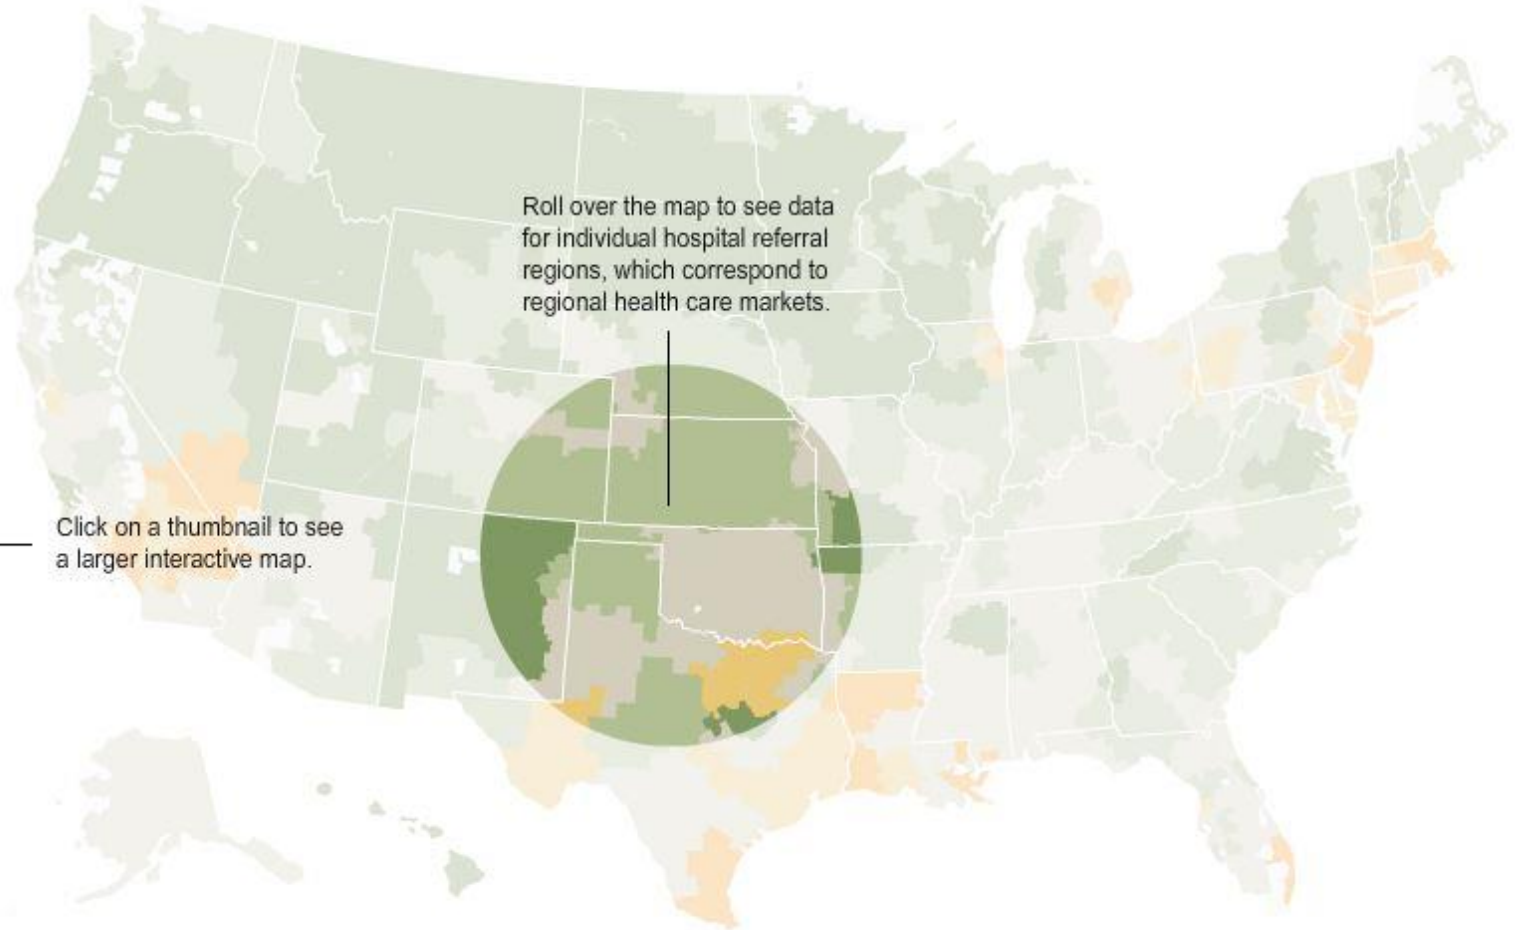 Roll over the map to see data
for individual hospital referral
regions, which correspond to
regional health care markets.
Click on a thumbnail to see
a larger interactive map.